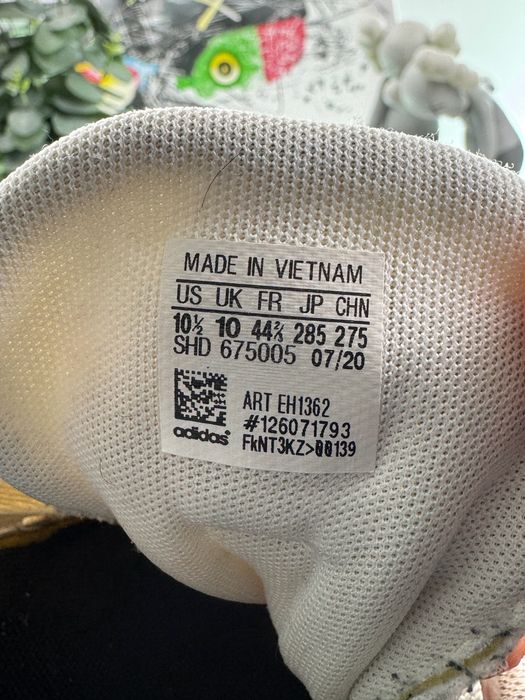 MADE IN VIETNAM
US UK FR JP CHN
10½ 10 44⅔ 285 275
SHD 675005 07/20
ART EH1362
#126071793
adidas
FkNT3KZ>00139